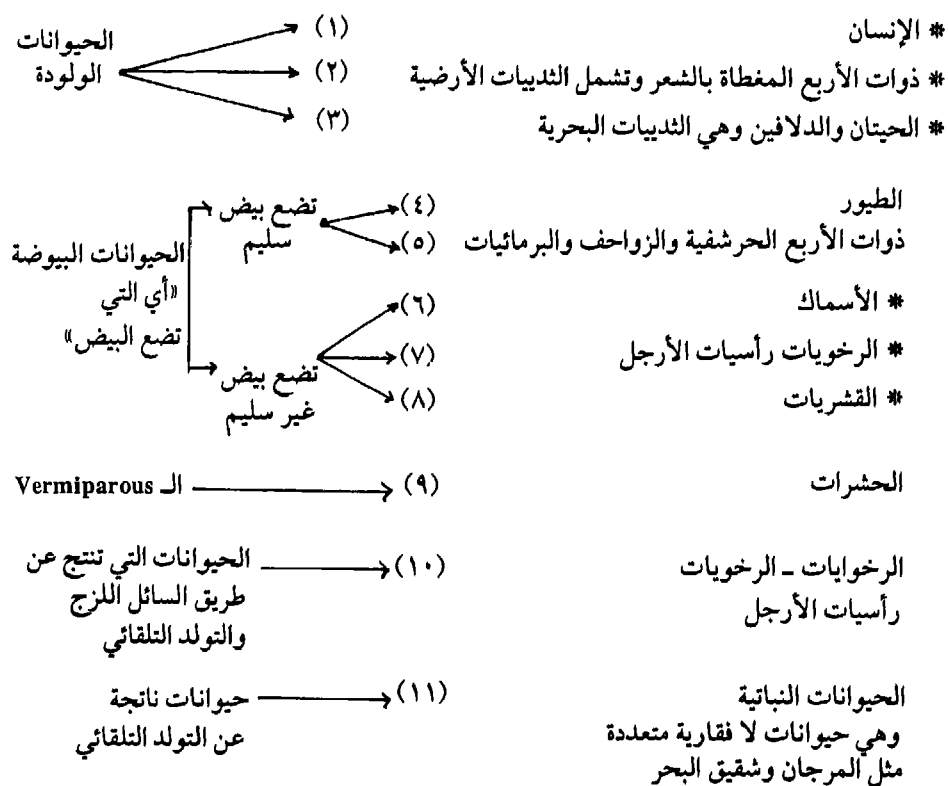 * الإنسان (١) الحيوانات
* ذوات الأربع المغطاة بالشعر وتشمل الثدييات الأرضية (٢) الولودة
* الحيتان والدلافين وهي الثدييات البحرية (٣)
الطيور (٤) تضع بيض
ذوات الأربع الحرشفية والزواحف والبرمائيات (٥) سليم
الحيوانات البيوضة
«أي التي
تضع البيض»
* الأسماك (٦)
* الرخويات رأسيات الأرجل (٧) تضع بيض
* القشريات (٨) غير سليم
الحشرات (٩) الـ Vermiparous
الرخوايات ــ الرخويات (١٠) الحيوانات التي تنتج عن
رأسيات الأرجل طريق السائل اللزج
والتولد التلقائي
الحيوانات النباتية (١١) حيوانات ناتجة
وهي حيوانات لا فقارية متعددة عن التولد التلقائي
مثل المرجان وشقيق البحر